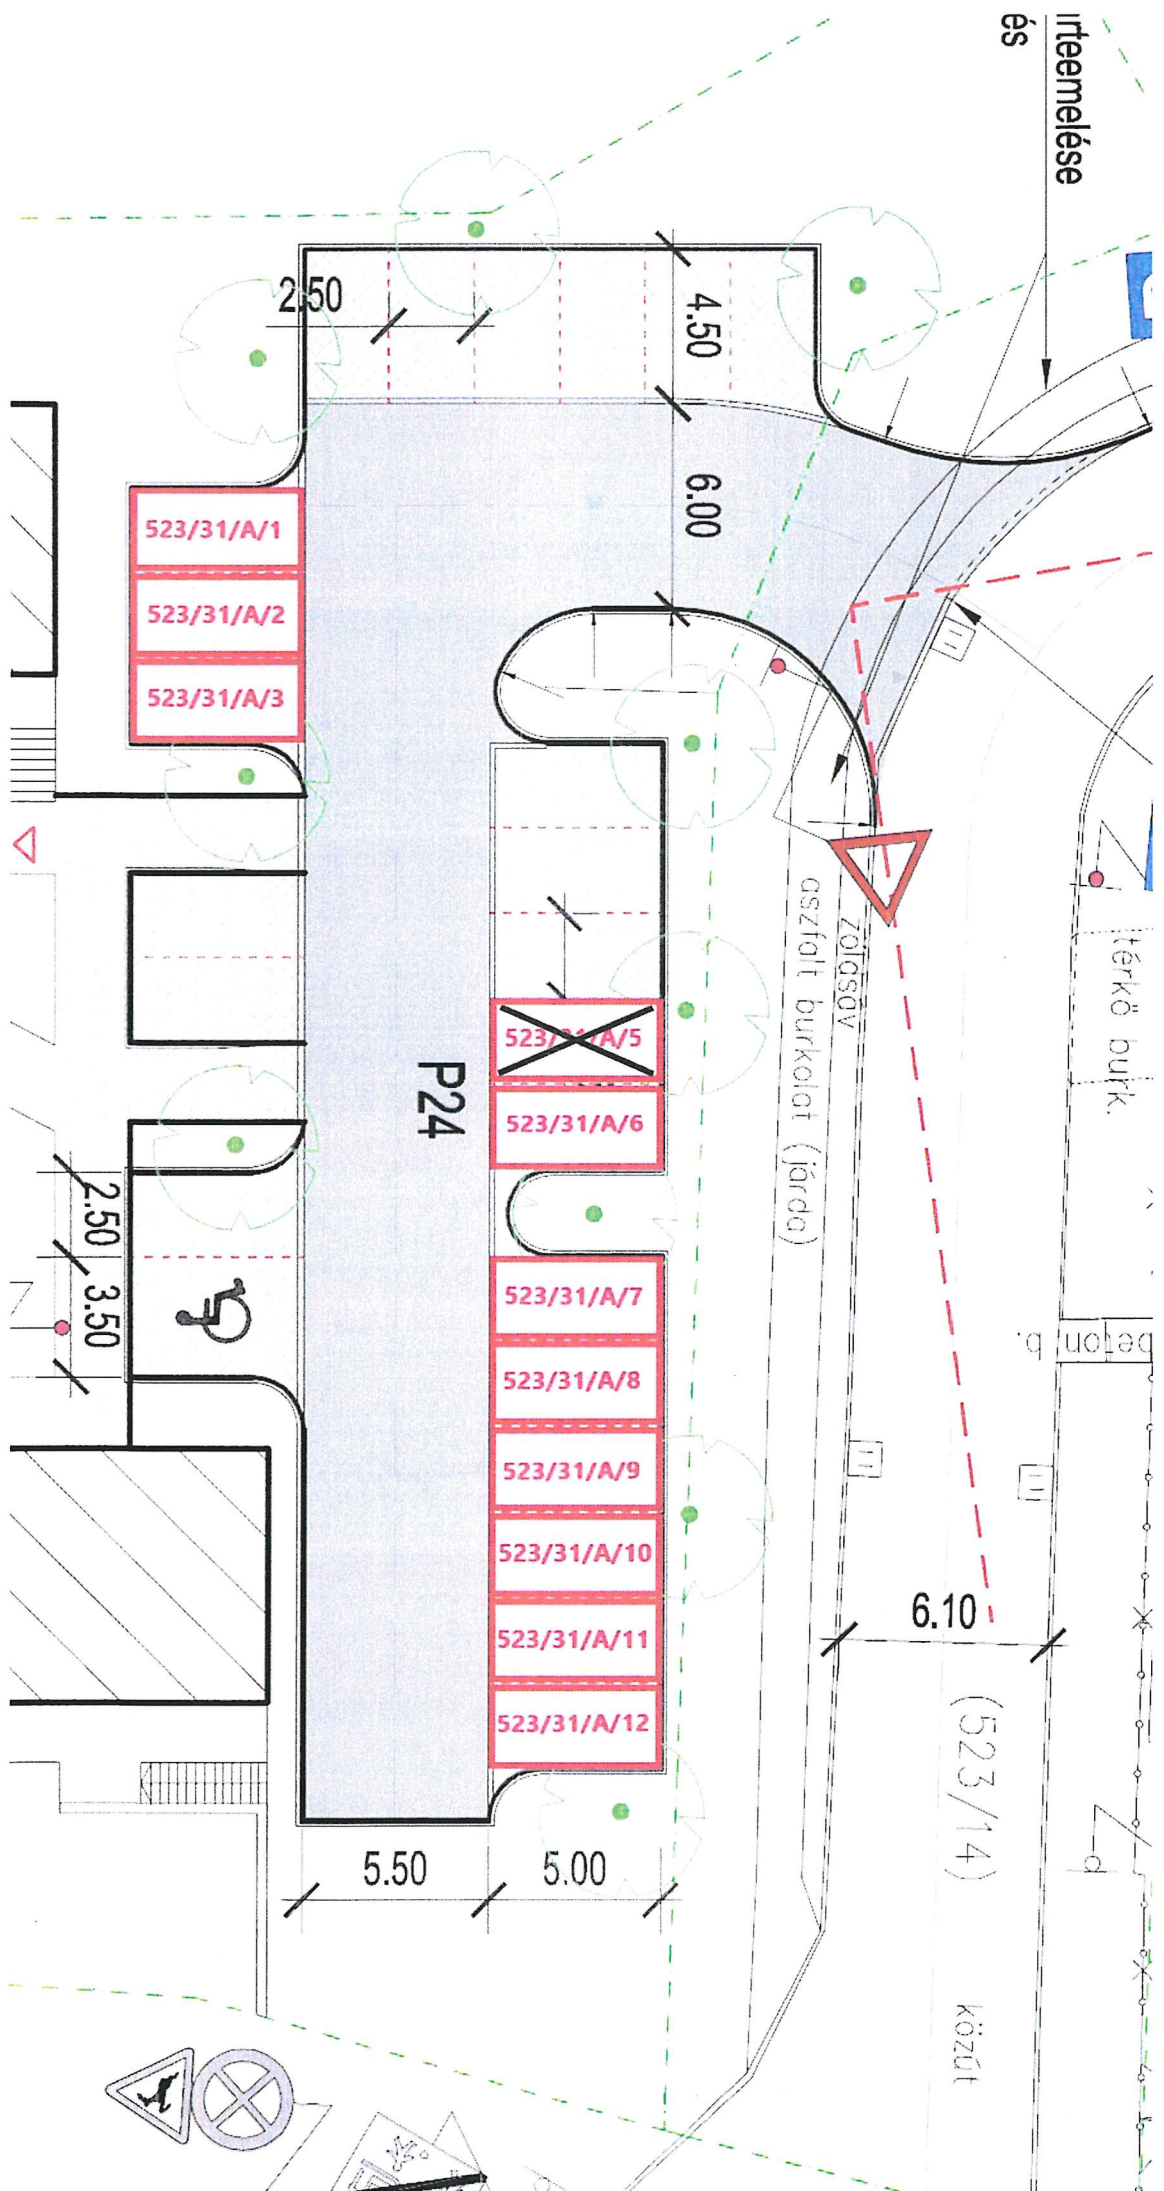 irteemelése
és
2.50
4.50
6.00
523/31/A/1
523/31/A/2
523/31/A/3
523/31/A/5
523/31/A/6
523/31/A/7
523/31/A/8
523/31/A/9
523/31/A/10
523/31/A/11
523/31/A/12
P24
zöldsáv
aszfalt burkolat (járda)
térkő burk.
beton b.
2.50
3.50
6.10
(523/14)
közút
5.50
5.00